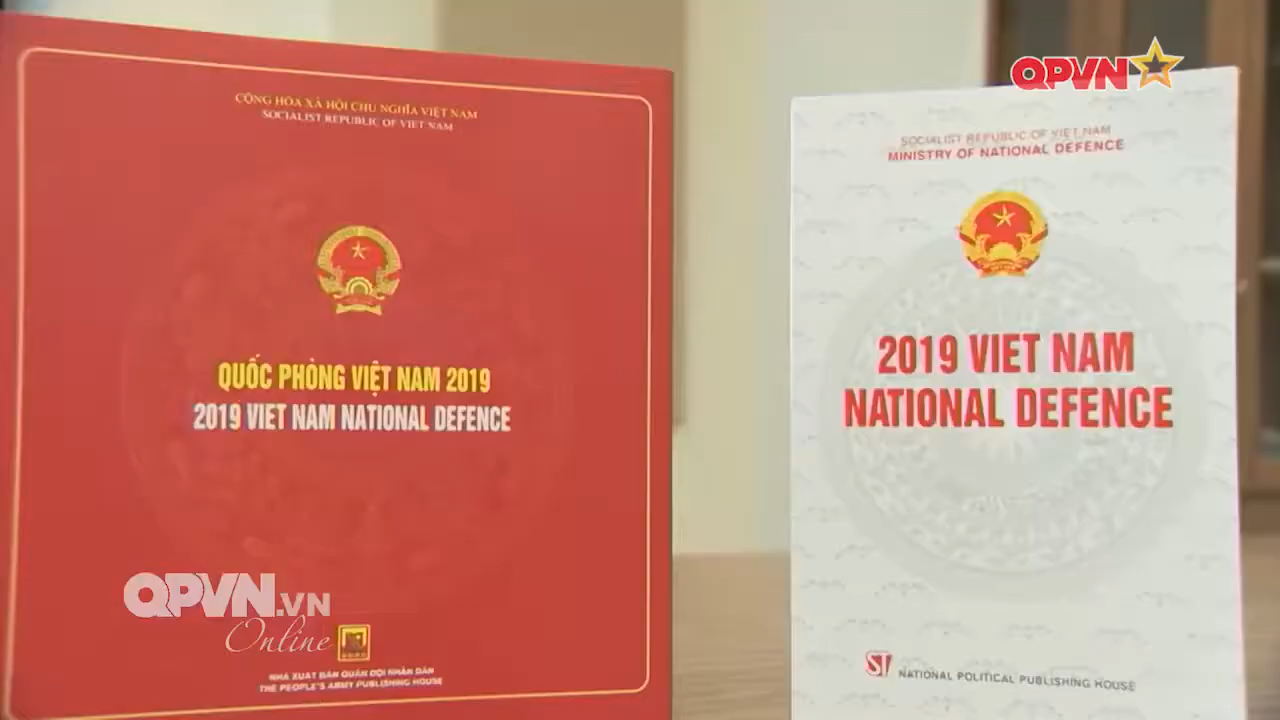 CỘNG HÒA XÃ HỘI CHỦ NGHĨA VIỆT NAM
SOCIALIST REPUBLIC OF VIET NAM
QUỐC PHÒNG VIỆT NAM 2019
2019 VIET NAM NATIONAL DEFENCE
QPVN.VN
Online
NHÀ XUẤT BẢN QUÂN ĐỘI NHÂN DÂN
THE PEOPLE'S ARMY PUBLISHING HOUSE
QPVN
SOCIALIST REPUBLIC OF VIET NAM
MINISTRY OF NATIONAL DEFENCE
2019 VIET NAM
NATIONAL DEFENCE
ST NATIONAL POLITICAL PUBLISHING HOUSE